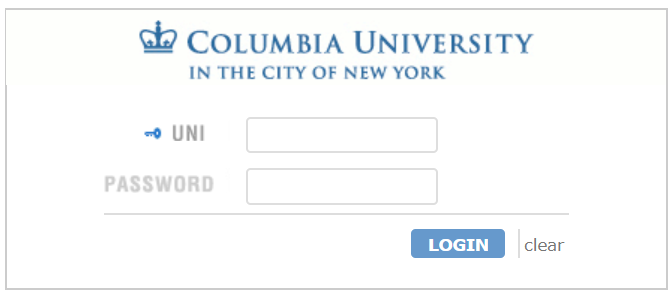 COLUMBIA UNIVERSITY
IN THE CITY OF NEW YORK
UNI
PASSWORD
LOGIN clear